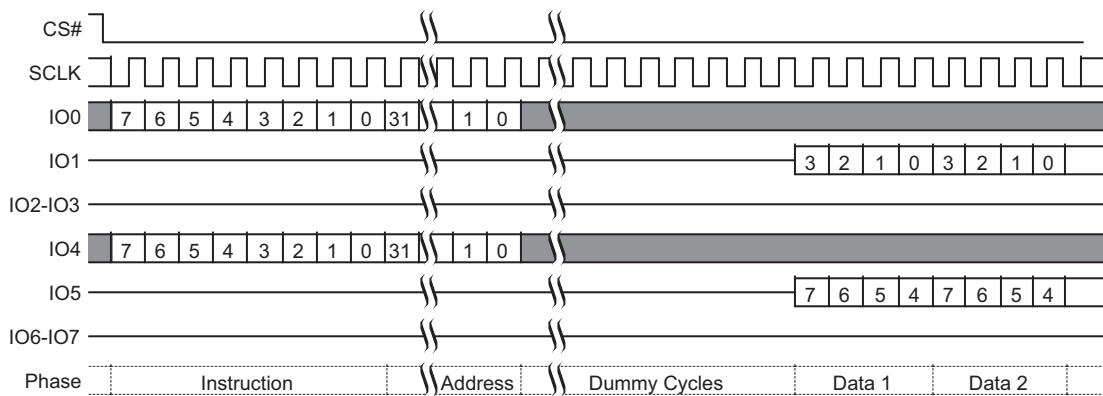 CS#
SCLK
IO0 7 6 5 4 3 2 1 0 31 1 0
IO1 3 2 1 0 3 2 1 0
IO2-IO3
IO4 7 6 5 4 3 2 1 0 31 1 0
IO5 7 6 5 4 7 6 5 4
IO6-IO7
Phase Instruction Address Dummy Cycles Data 1 Data 2